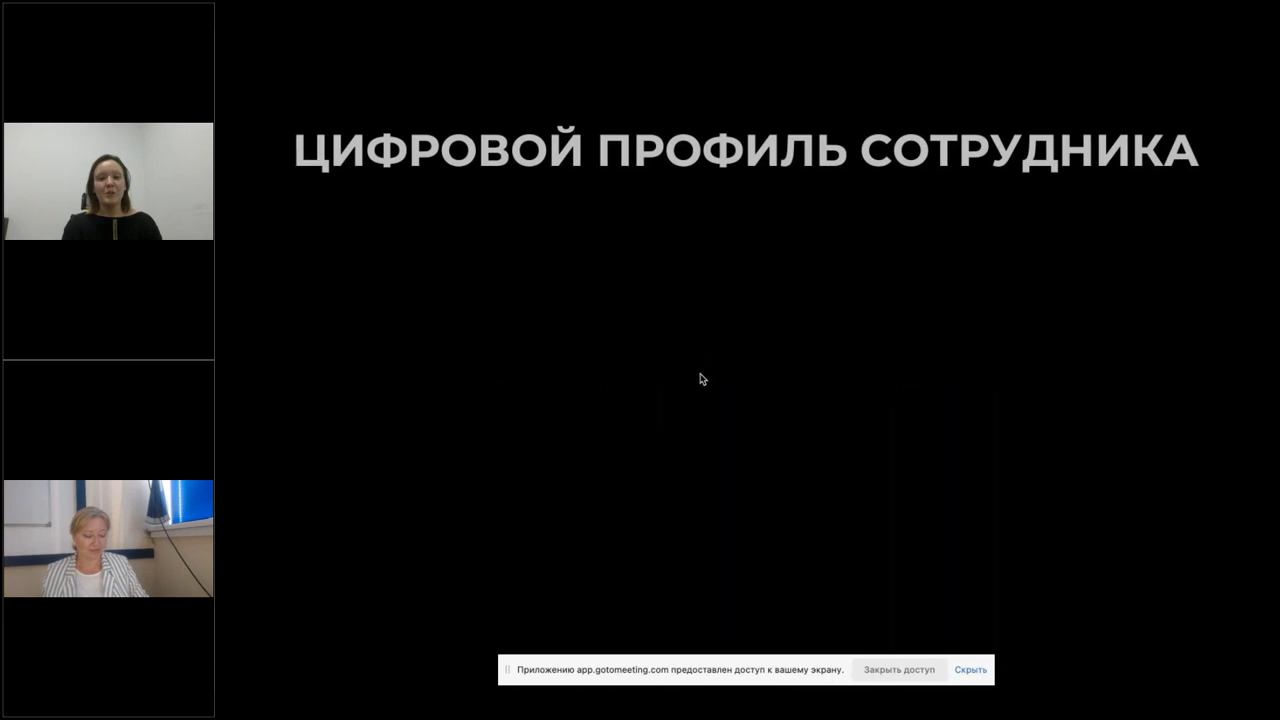 ЦИФРОВОЙ ПРОФИЛЬ СОТРУДНИКА
Приложению app.gotomeeting.com предоставлен доступ к вашему экрану. Закрыть доступ Скрыть